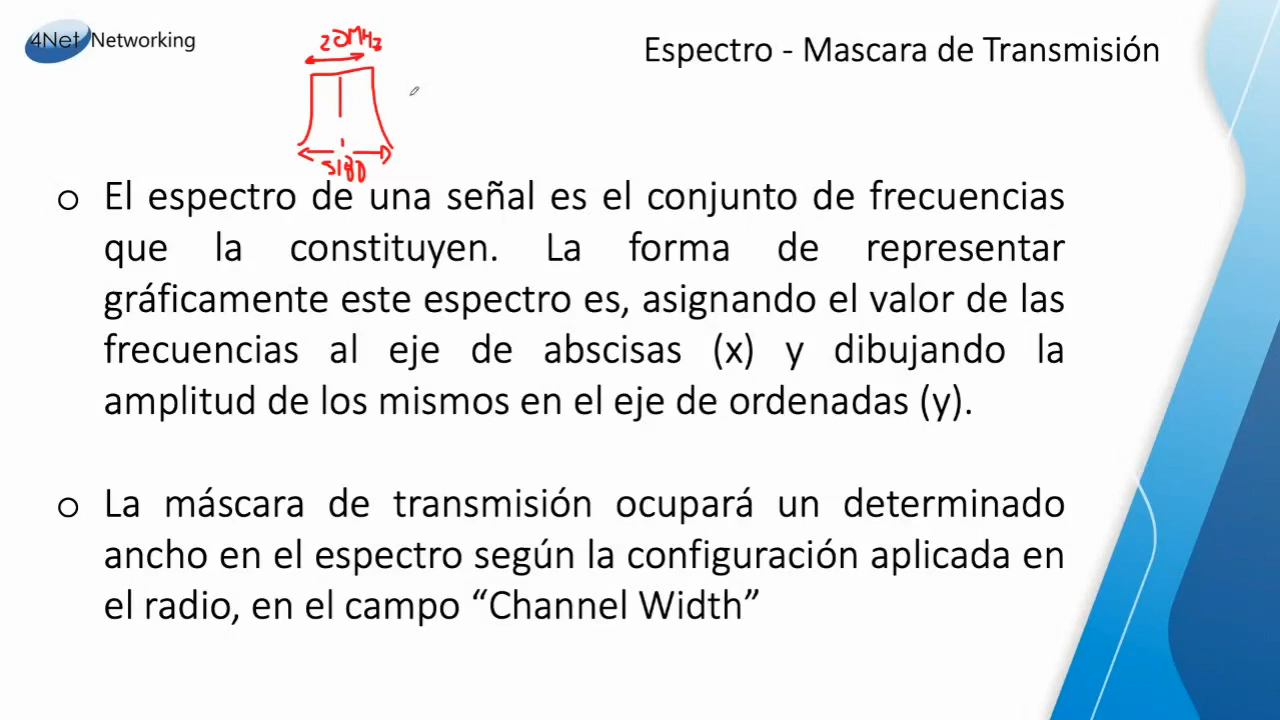 4Net Networking
20MHz
Espectro - Mascara de Transmisión
5180
o El espectro de una señal es el conjunto de frecuencias
que la constituyen. La forma de representar
gráficamente este espectro es, asignando el valor de las
frecuencias al eje de abscisas (x) y dibujando la
amplitud de los mismos en el eje de ordenadas (y).
o La máscara de transmisión ocupará un determinado
ancho en el espectro según la configuración aplicada en
el radio, en el campo “Channel Width”